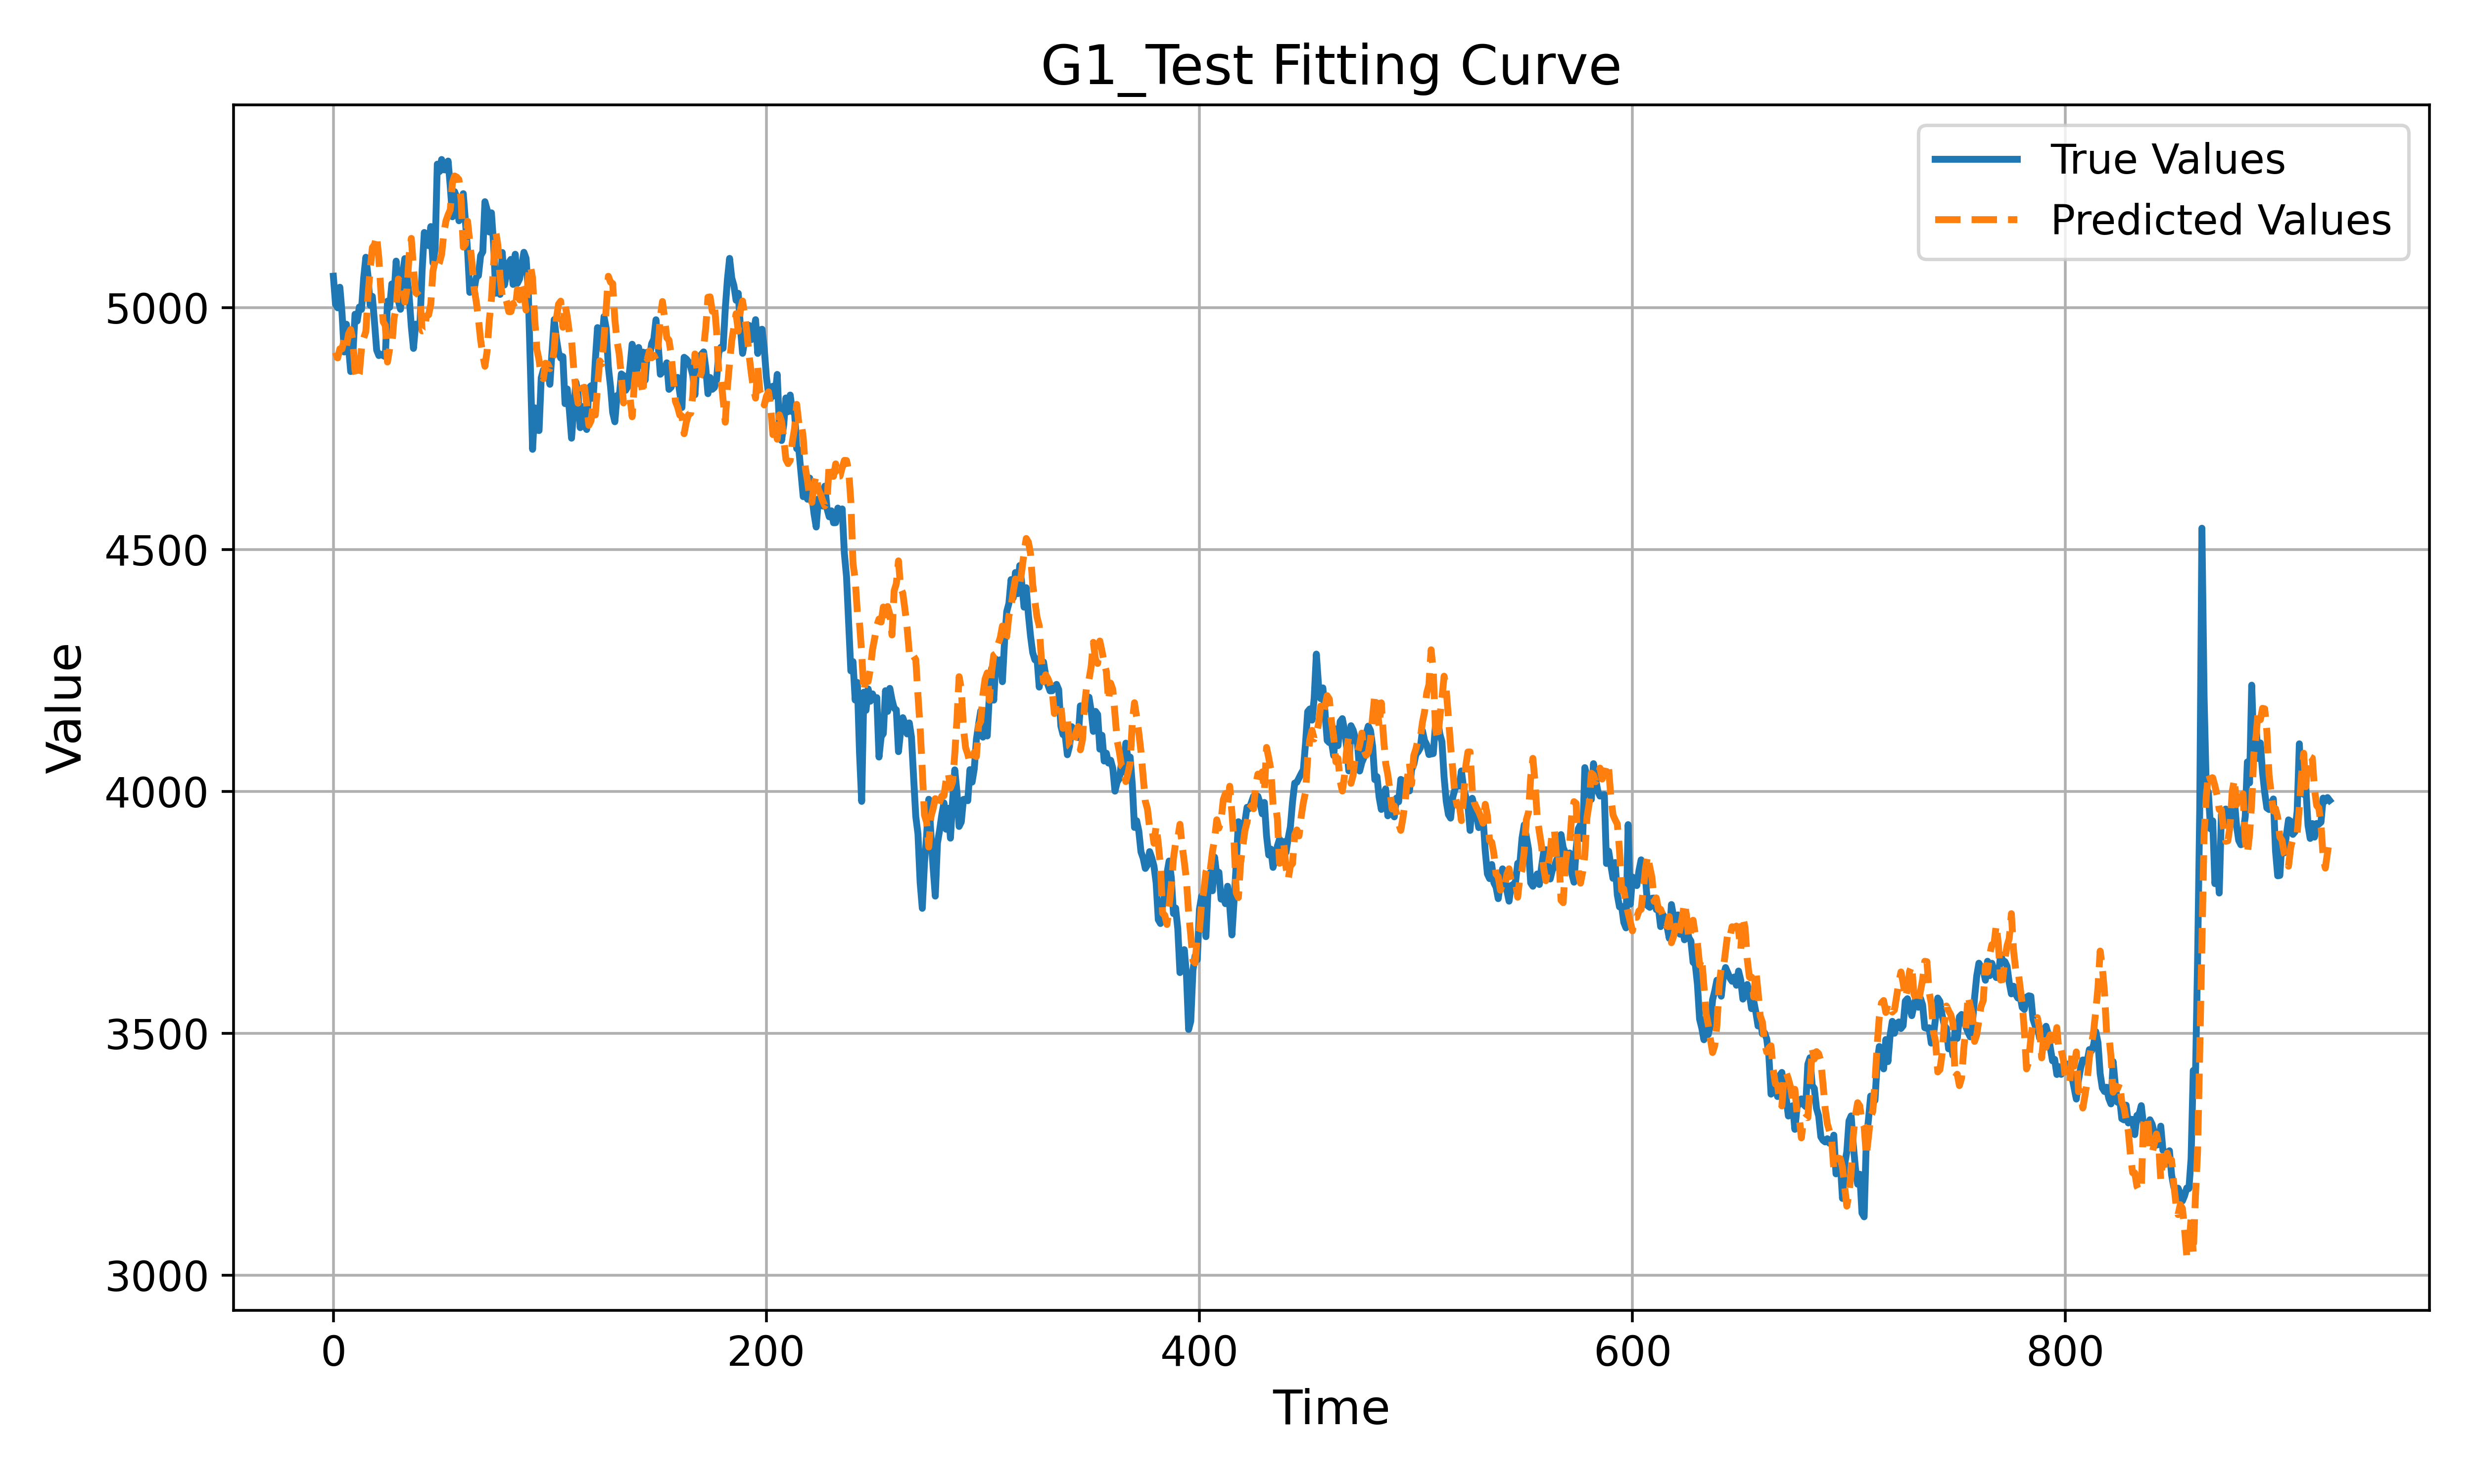 G1_Test Fitting Curve
True Values
Predicted Values
5000
4500
4000
3500
3000
Value
0
200
400
600
800
Time